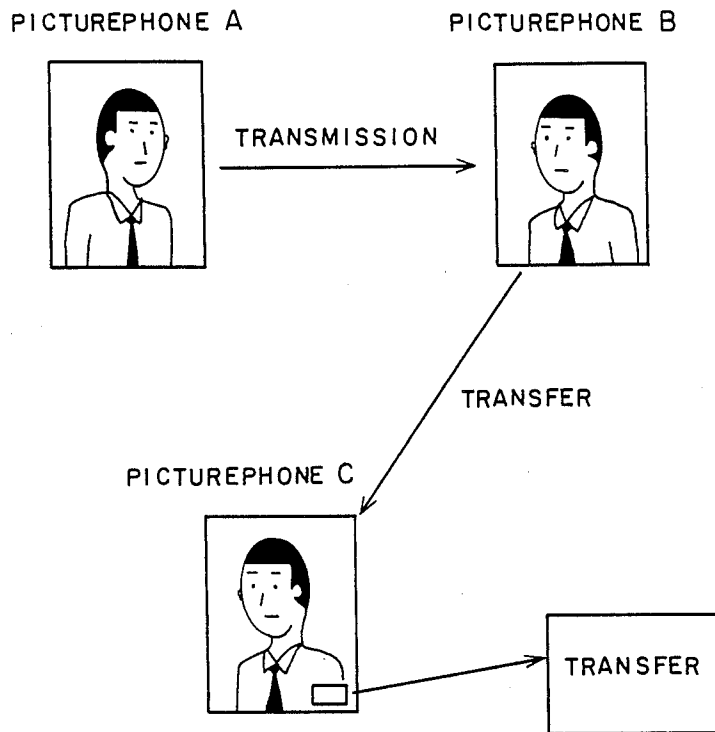 PICTUREPHONE A
PICTUREPHONE B
TRANSMISSION
TRANSFER
PICTUREPHONE C
TRANSFER